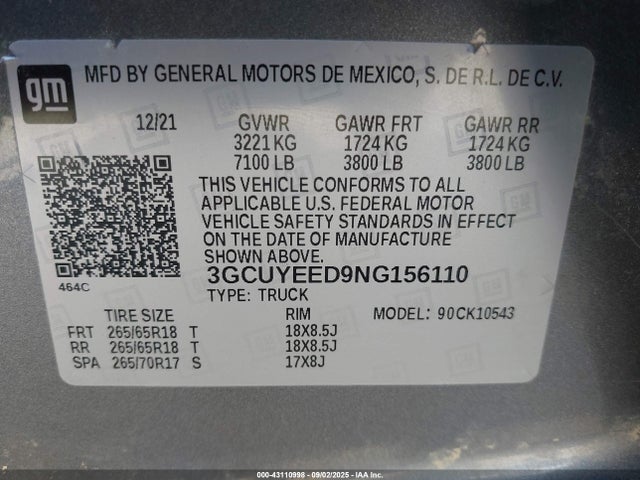 gm
MFD BY GENERAL MOTORS DE MEXICO, S. DE R.L. DE C.V.
12/21 GVWR GAWR FRT GAWR RR
3221 KG 1724 KG 1724 KG
7100 LB 3800 LB 3800 LB
THIS VEHICLE CONFORMS TO ALL
APPLICABLE U.S. FEDERAL MOTOR
VEHICLE SAFETY STANDARDS IN EFFECT
ON THE DATE OF MANUFACTURE
SHOWN ABOVE.
3GCUYEED9NG156110
464C
TYPE: TRUCK
TIRE SIZE RIM MODEL: 90CK10543
FRT 265/65R18 T 18X8.5J
RR 265/65R18 T 18X8.5J
SPA 265/70R17 S 17X8J
000-43110998 - 09/02/2025 - IAA Inc.